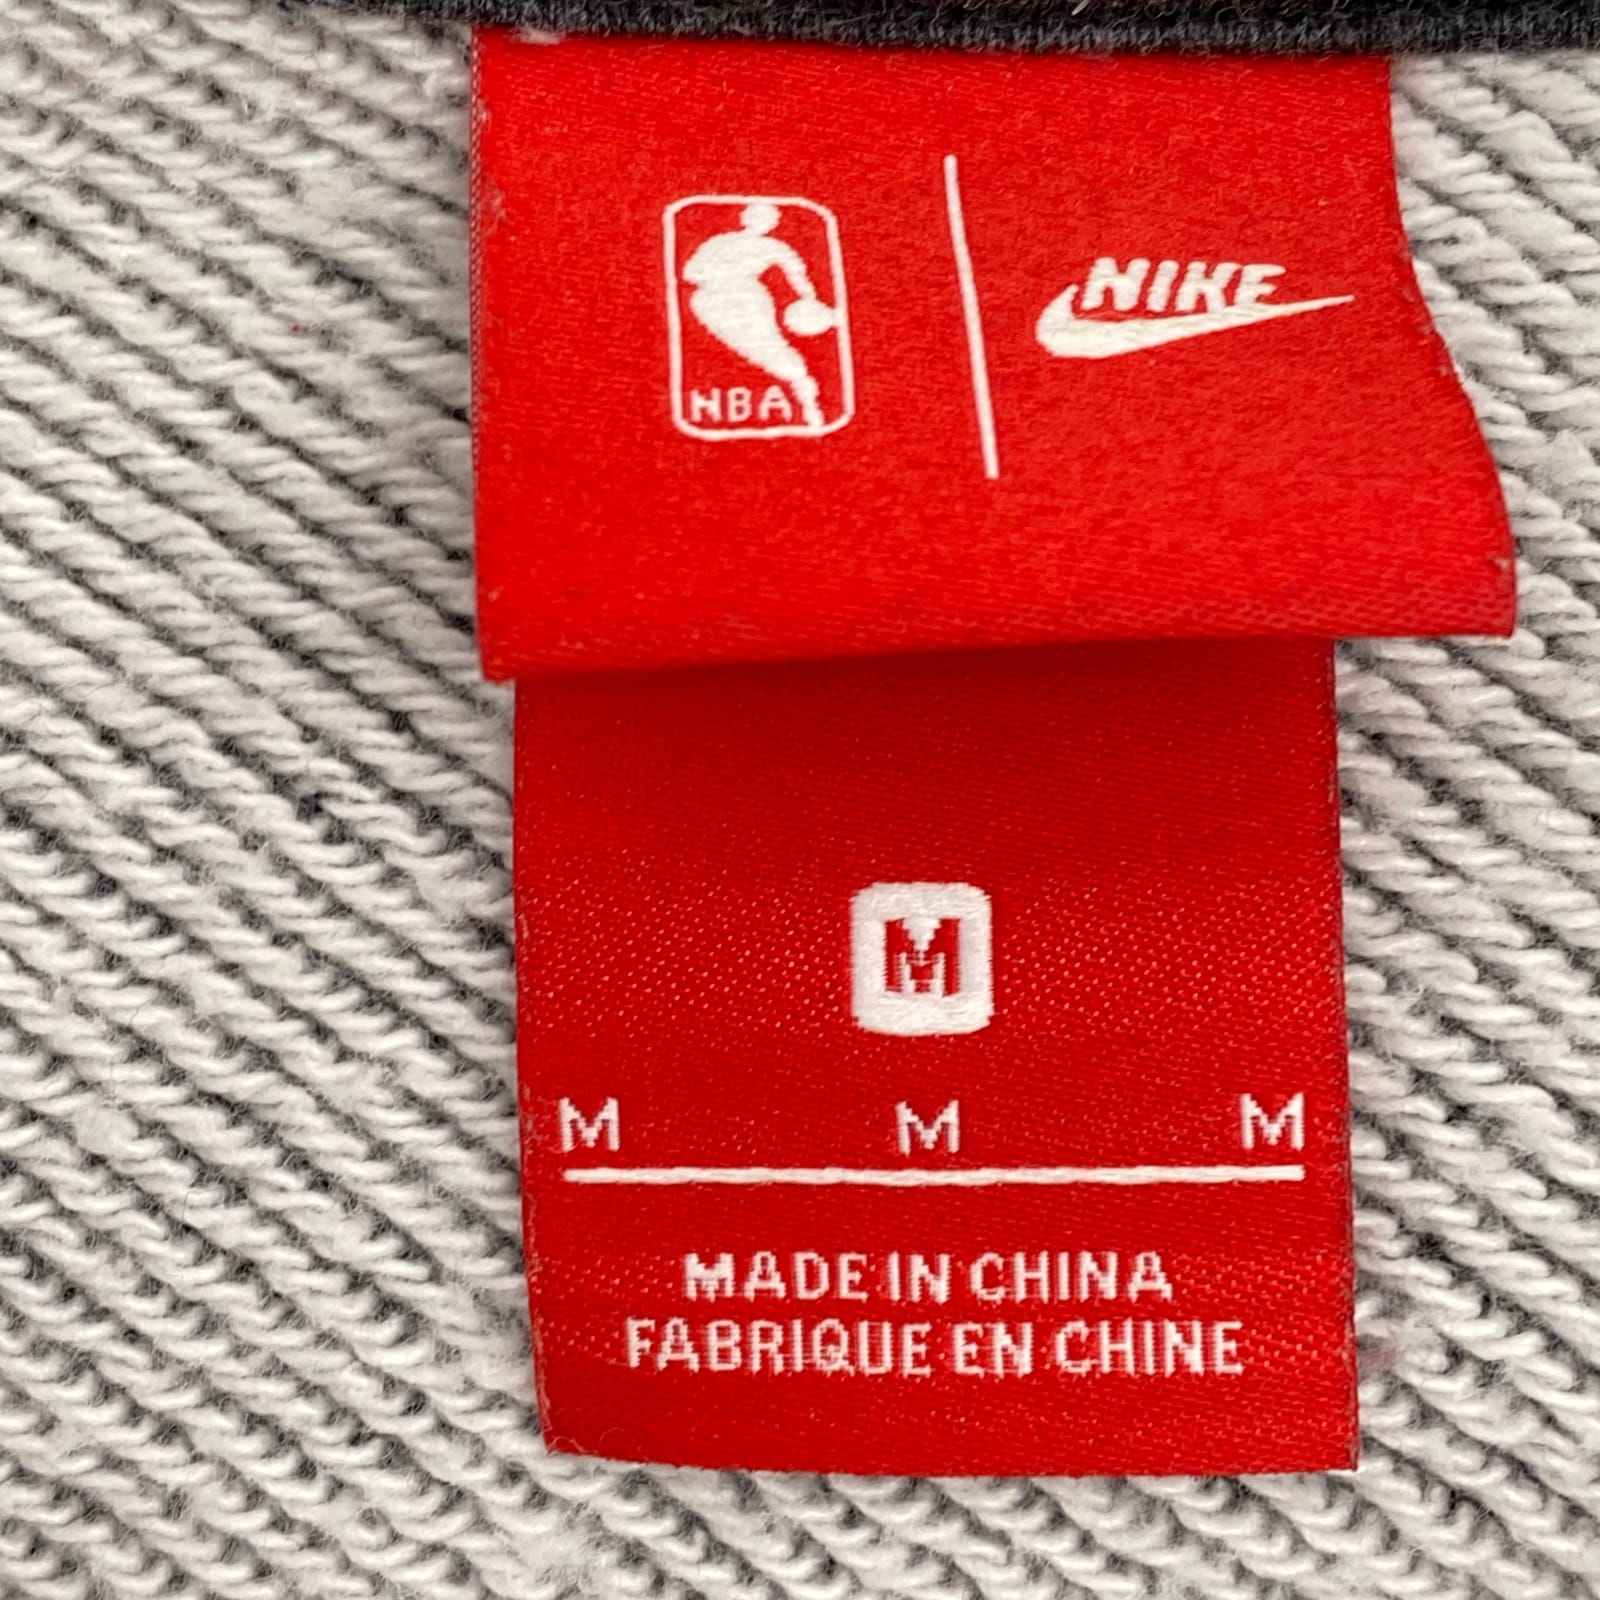 NBA NIKE
M
M M M
MADE IN CHINA
FABRIQUE EN CHINE